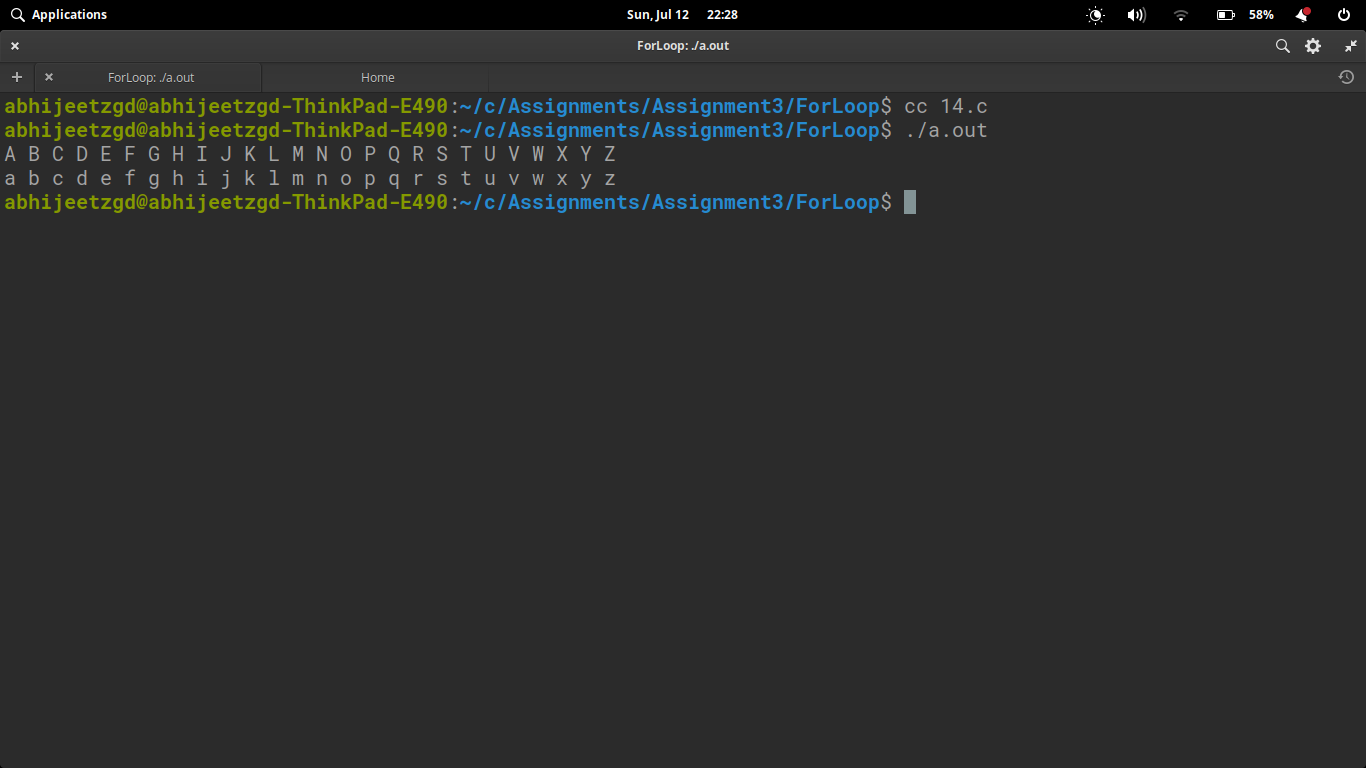 Applications Sun, Jul 12 22:28 58%
ForLoop: ./a.out
ForLoop: ./a.out Home
abhijeetzgd@abhijeetzgd-ThinkPad-E490:~/c/Assignments/Assignment3/ForLoop$ cc 14.c
abhijeetzgd@abhijeetzgd-ThinkPad-E490:~/c/Assignments/Assignment3/ForLoop$ ./a.out
A B C D E F G H I J K L M N O P Q R S T U V W X Y Z
a b c d e f g h i j k l m n o p q r s t u v w x y z
abhijeetzgd@abhijeetzgd-ThinkPad-E490:~/c/Assignments/Assignment3/ForLoop$